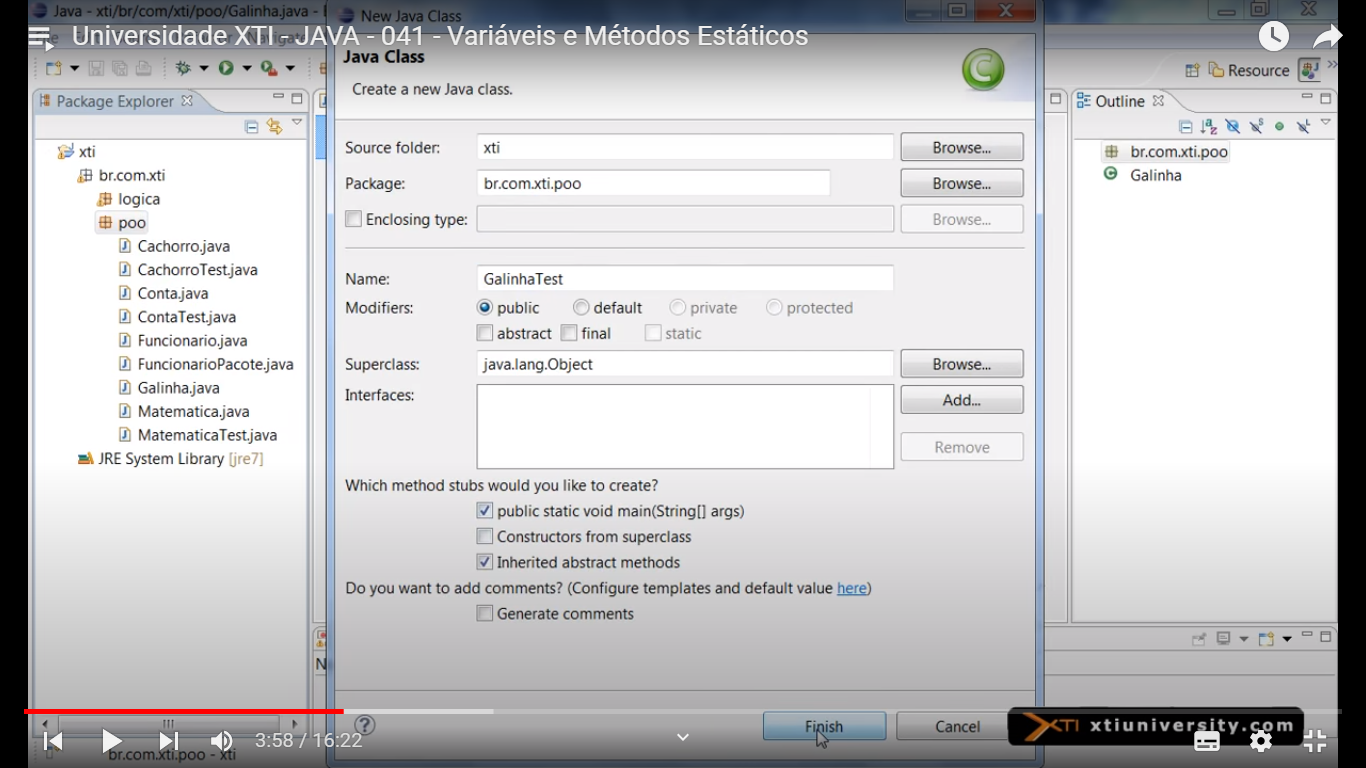 Java - xti/br/com/xti/poo/Galinha.java -
New Java Class
Universidade XTI - JAVA - 041 - Variáveis e Métodos Estáticos
Java Class
Create a new Java class.
Resource
Package Explorer
Outline
xti
br.com.xti
logica
poo
Cachorro.java
CachorroTest.java
Conta.java
ContaTest.java
Funcionario.java
FuncionarioPacote.java
Galinha.java
Matematica.java
MatematicaTest.java
JRE System Library [jre7]
Source folder: xti Browse...
Package: br.com.xti.poo Browse...
Enclosing type: Browse...
Name: GalinhaTest
Modifiers: public default private protected
abstract final static
Superclass: java.lang.Object Browse...
Interfaces: Add...
Remove
Which method stubs would you like to create?
public static void main(String[] args)
Constructors from superclass
Inherited abstract methods
Do you want to add comments? (Configure templates and default value here)
Generate comments
br.com.xti.poo
Galinha
Finish Cancel
XTI xtiuniversity.com
3:58 / 16:22
br.com.xti.poo - xti